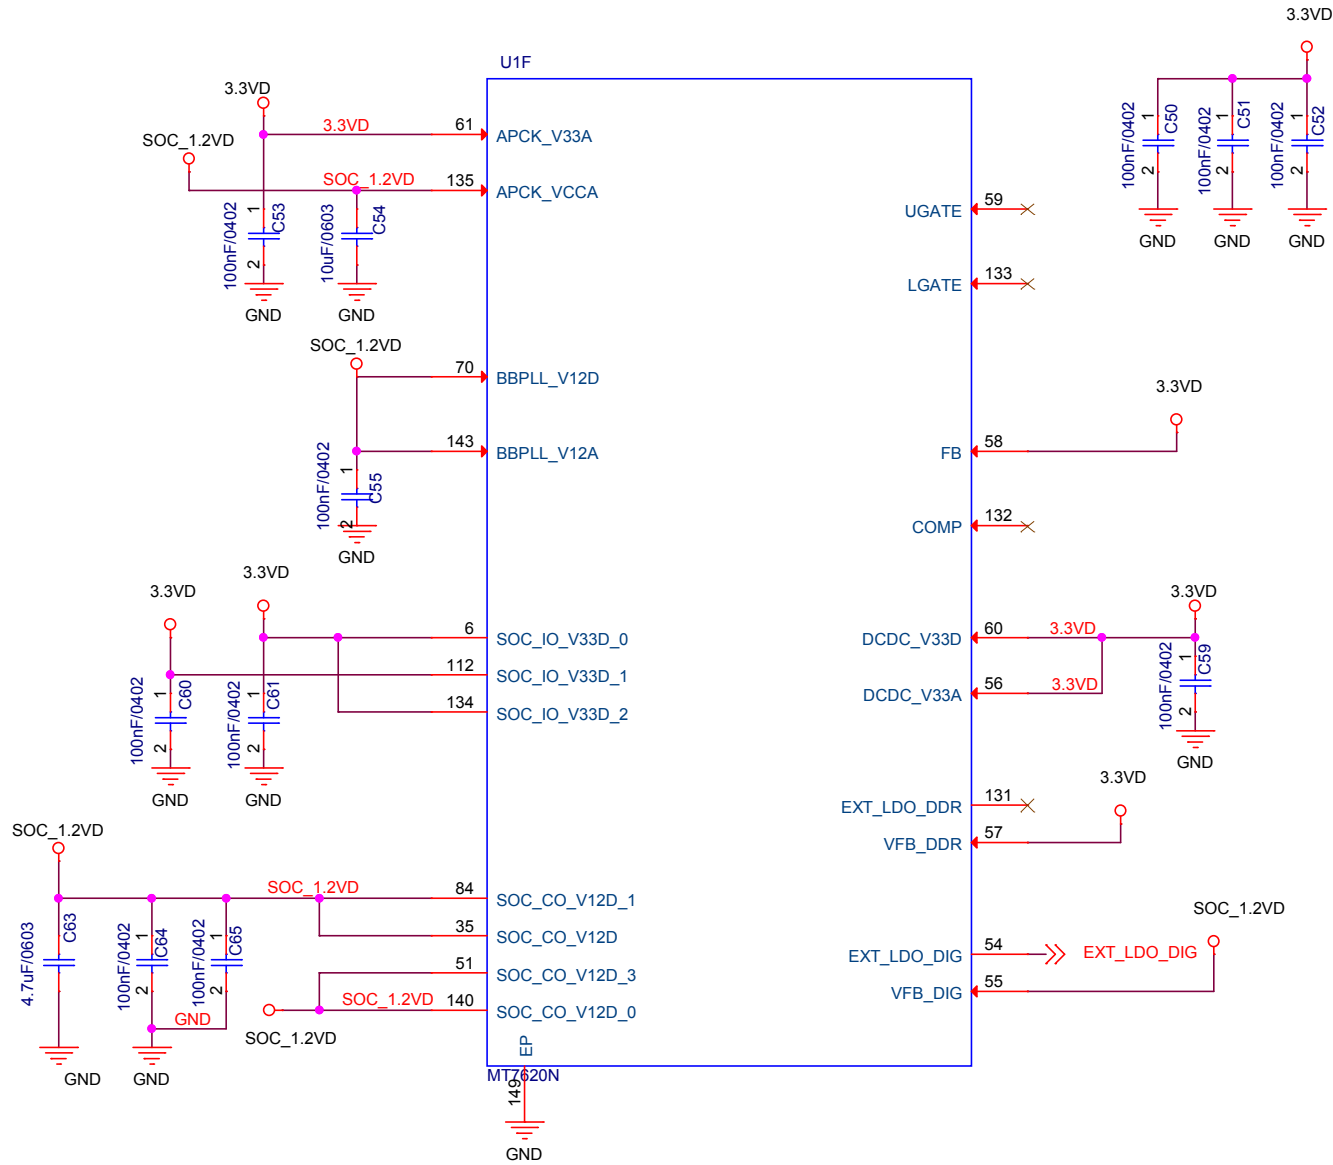 3.3VD
U1F
3.3VD
3.3VD
61
APCK_V33A
SOC_1.2VD
SOC_1.2VD
135
APCK_VCCA
100nF/0402
1
2
C53
10uF/0603
C54
GND
GND
100nF/0402
1
2
C50
100nF/0402
1
2
C51
100nF/0402
1
2
C52
GND
GND
GND
UGATE
59
LGATE
133
SOC_1.2VD
70
BBPLL_V12D
143
BBPLL_V12A
100nF/0402
1
2
C55
GND
3.3VD
FB
58
COMP
132
3.3VD
3.3VD
6
SOC_IO_V33D_0
112
SOC_IO_V33D_1
134
SOC_IO_V33D_2
100nF/0402
1
2
C60
100nF/0402
1
2
C61
GND
GND
3.3VD
DCDC_V33D
60
3.3VD
DCDC_V33A
56
3.3VD
100nF/0402
1
2
C59
GND
3.3VD
EXT_LDO_DDR
131
VFB_DDR
57
SOC_1.2VD
SOC_1.2VD
84
SOC_CO_V12D_1
35
SOC_CO_V12D
51
SOC_CO_V12D_3
SOC_1.2VD
140
SOC_CO_V12D_0
SOC_1.2VD
4.7uF/0603
C63
100nF/0402
1
2
C64
100nF/0402
1
2
C65
GND
GND
GND
SOC_1.2VD
EXT_LDO_DIG
54
EXT_LDO_DIG
VFB_DIG
55
EP
MT7620N
149
GND